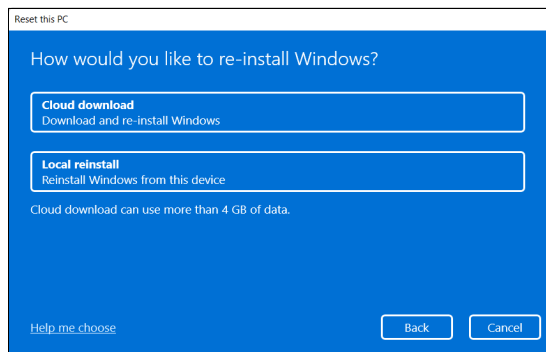 Reset this PC
How would you like to re-install Windows?
Cloud download
Download and re-install Windows
Local reinstall
Reinstall Windows from this device
Cloud download can use more than 4 GB of data.
Help me choose
Back
Cancel